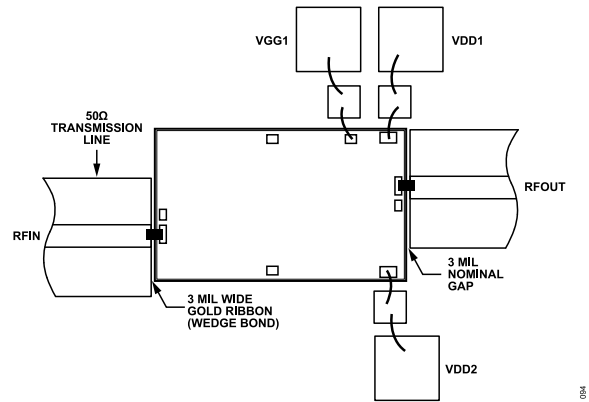 VGG1
VDD1
50Ω
TRANSMISSION
LINE
RFIN
RFOUT
3 MIL
NOMINAL
GAP
3 MIL WIDE
GOLD RIBBON
(WEDGE BOND)
VDD2
094